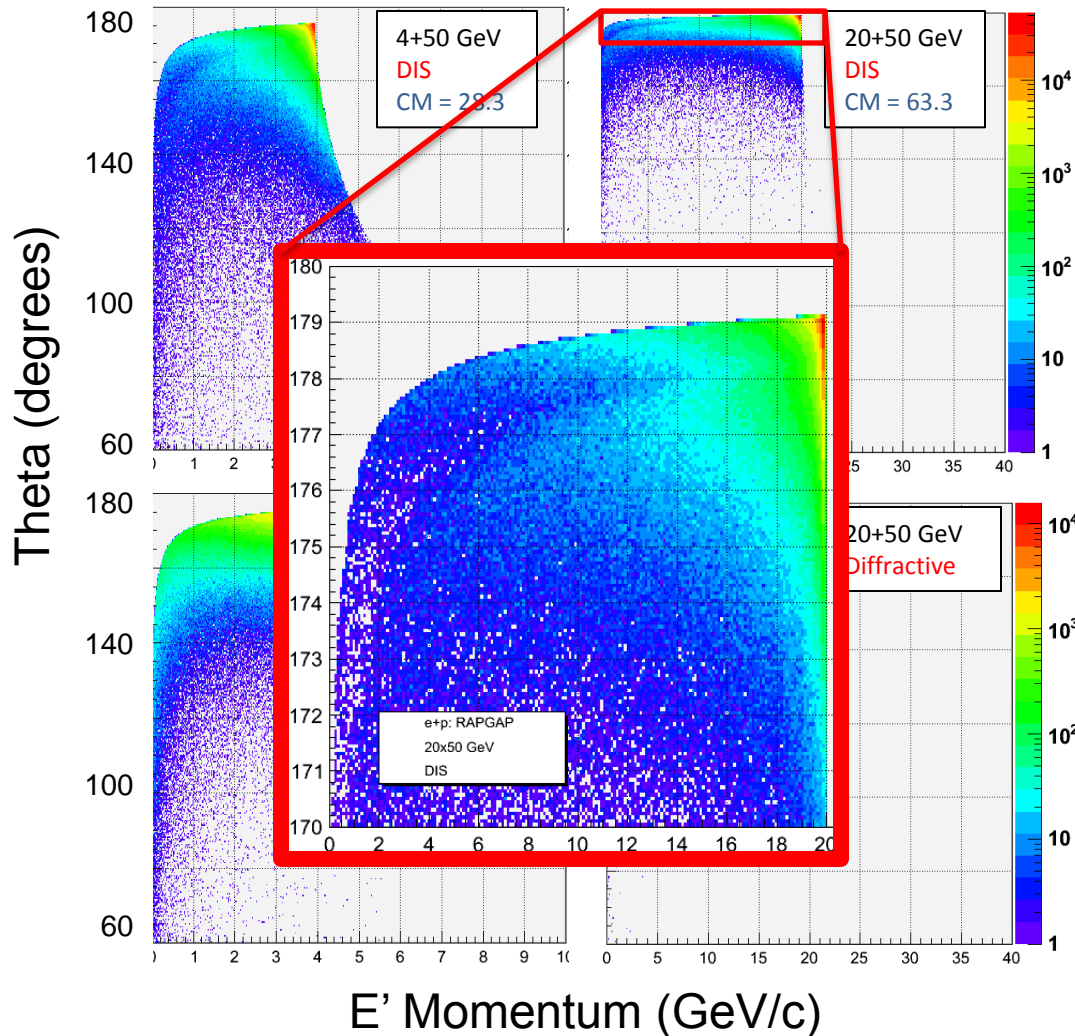 180
140
100
60
0 1 2 3
4+50 GeV
DIS
CM = 28.3
20+50 GeV
DIS
CM = 63.3
25 30 35 40
10⁴
10³
10²
10
1
Theta (degrees)
180
179
178
177
176
175
174
173
172
171
170
0 2 4 6 8 10 12 14 16 18 20
e+p: RAPGAP
20x50 GeV
DIS
180
140
100
60
0 1 2 3 4 5 6 7 8 9 10
20+50 GeV
Diffractive
0 5 10 15 20 25 30 35 40
10⁴
10³
10²
10
1
E' Momentum (GeV/c)